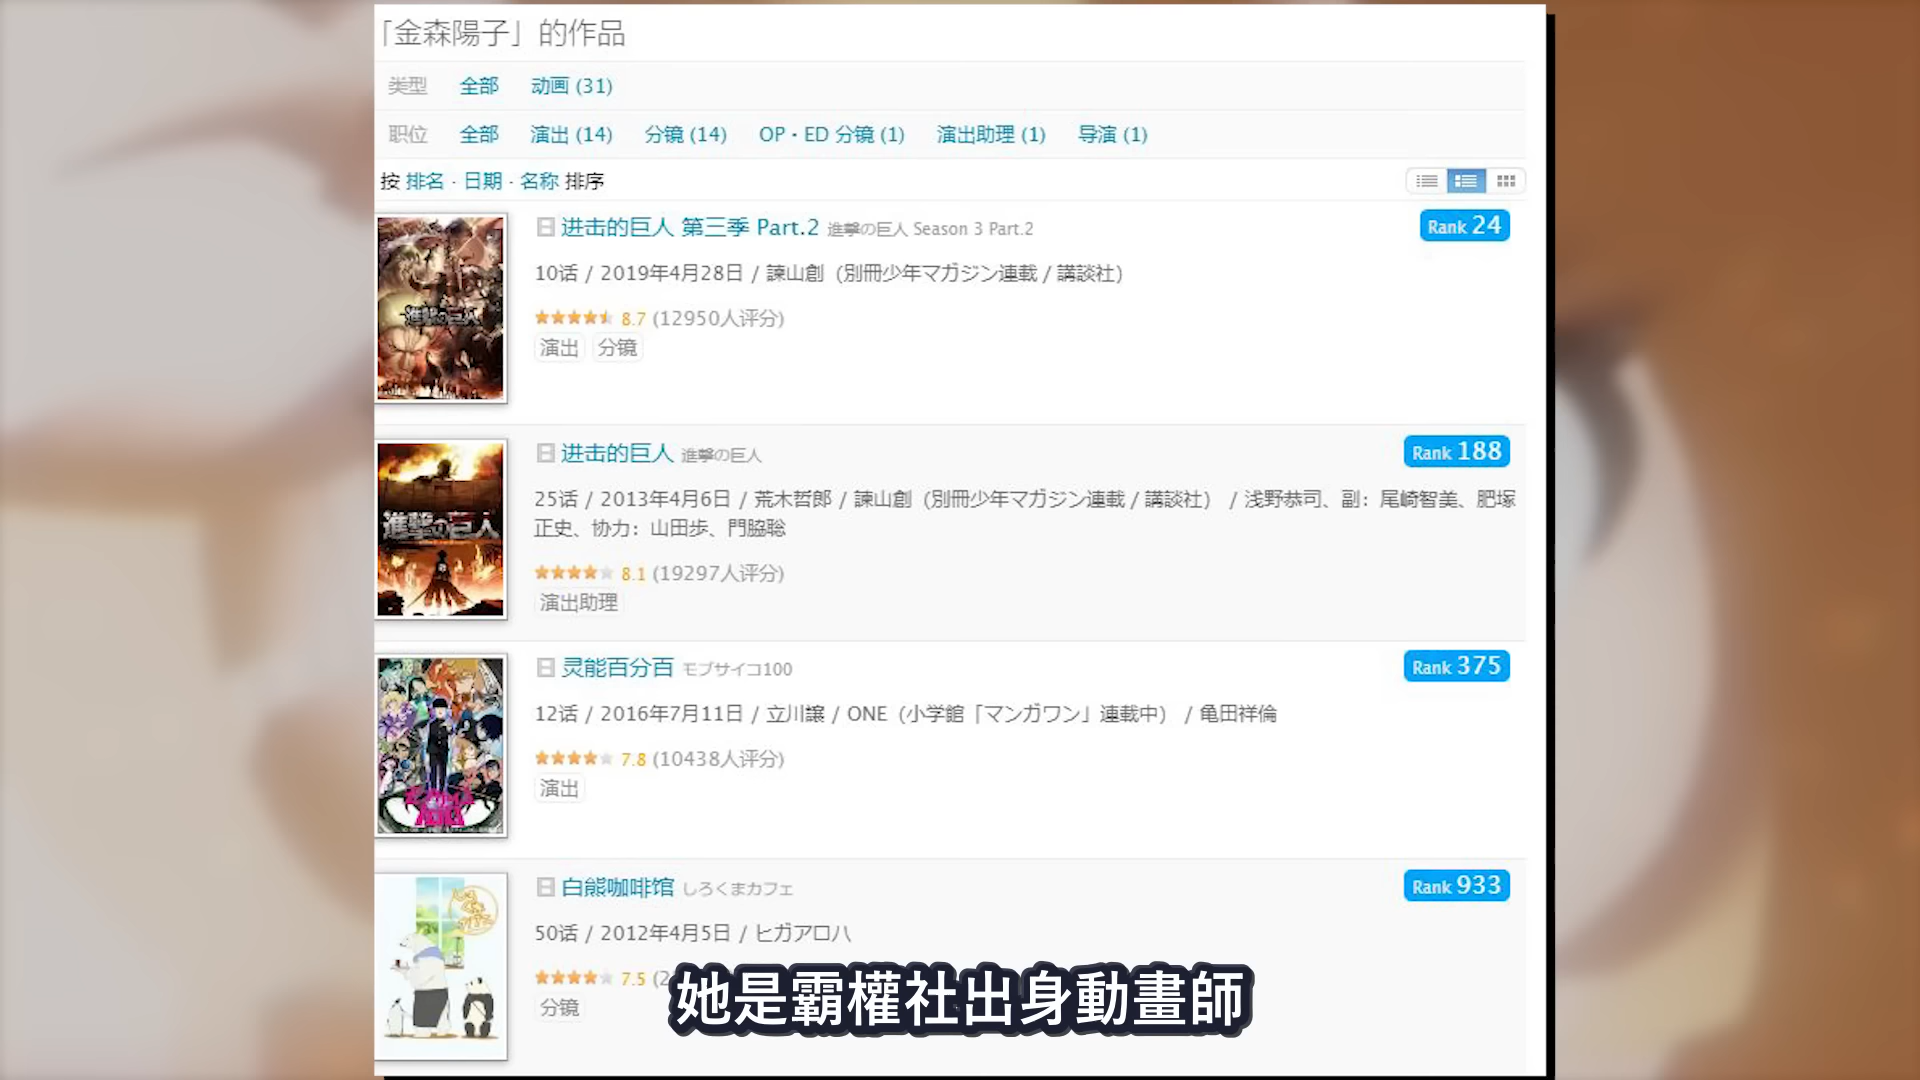 「金森陽子」的作品
类型 全部 动画 (31)
职位 全部 演出 (14) 分镜 (14) OP・ED 分镜 (1) 演出助理 (1) 导演 (1)
按 排名 · 日期 · 名称 排序
进击的巨人 第三季 Part.2 進撃の巨人 Season 3 Part.2
Rank 24
10话 / 2019年4月28日 / 諫山創（別冊少年マガジン連載 / 講談社）
8.7 (12950人评分)
演出 分镜
進撃の巨人
进击的巨人 進撃の巨人
Rank 188
25话 / 2013年4月6日 / 荒木哲郎 / 諫山創（別冊少年マガジン連載 / 講談社） / 浅野恭司、副：尾崎智美、肥塚
正史、协力：山田歩、門脇聡
8.1 (19297人评分)
演出助理
進撃の巨人
灵能百分百 モブサイコ100
Rank 375
12话 / 2016年7月11日 / 立川譲 / ONE（小学館「マンガワン」連載中） / 亀田祥倫
7.8 (10438人评分)
演出
白熊咖啡馆 しろくまカフェ
Rank 933
50话 / 2012年4月5日 / ヒガアロハ
7.5 (2
分镜
她是霸權社出身動畫師